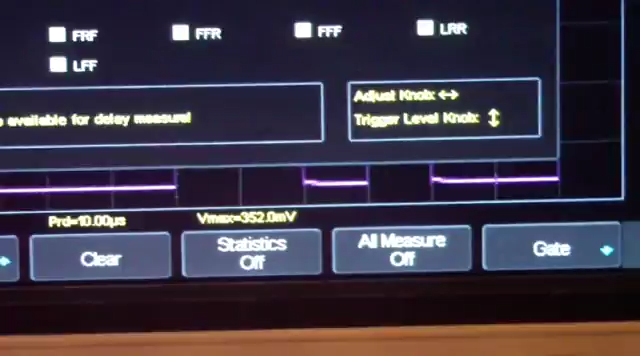 FRF FFR FFF LRR
LFF
available for delay measure!
Adjust Knob:
Trigger Level Knob:
Prd=10.00µs Vmax=352.0mV
Clear
Statistics
Off
All Measure
Off
Gate